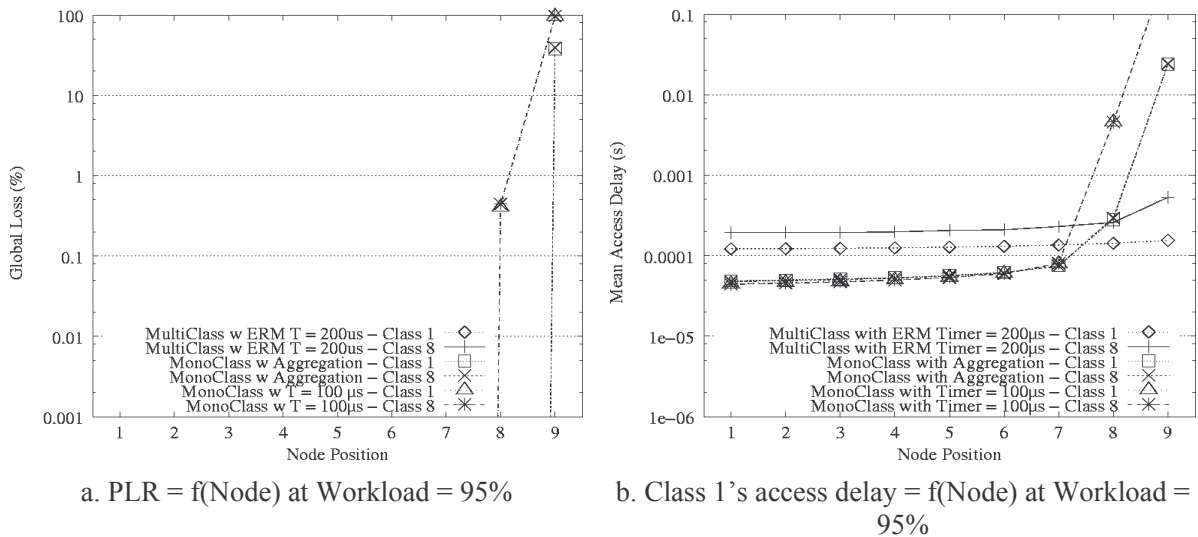 100
10
1
0.1
0.01
0.001
Global Loss (%)
MultiClass w ERM T = 200us − Class 1
MultiClass w ERM T = 200us − Class 8
MonoClass w Aggregation − Class 1
MonoClass w Aggregation − Class 8
MonoClass w T = 100 μs − Class 1
MonoClass w T = 100μs − Class 8
1 2 3 4 5 6 7 8 9
Node Position
a. PLR = f(Node) at Workload = 95%
0.1
0.01
0.001
0.0001
1e−05
1e−06
Mean Access Delay (s)
MultiClass with ERM Timer = 200μs − Class 1
MultiClass with ERM Timer = 200μs − Class 8
MonoClass with Aggregation − Class 1
MonoClass with Aggregation − Class 8
MonoClass with Timer = 100μs − Class 1
MonoClass with Timer = 100μs − Class 8
1 2 3 4 5 6 7 8 9
Node Position
b. Class 1’s access delay = f(Node) at Workload =
95%